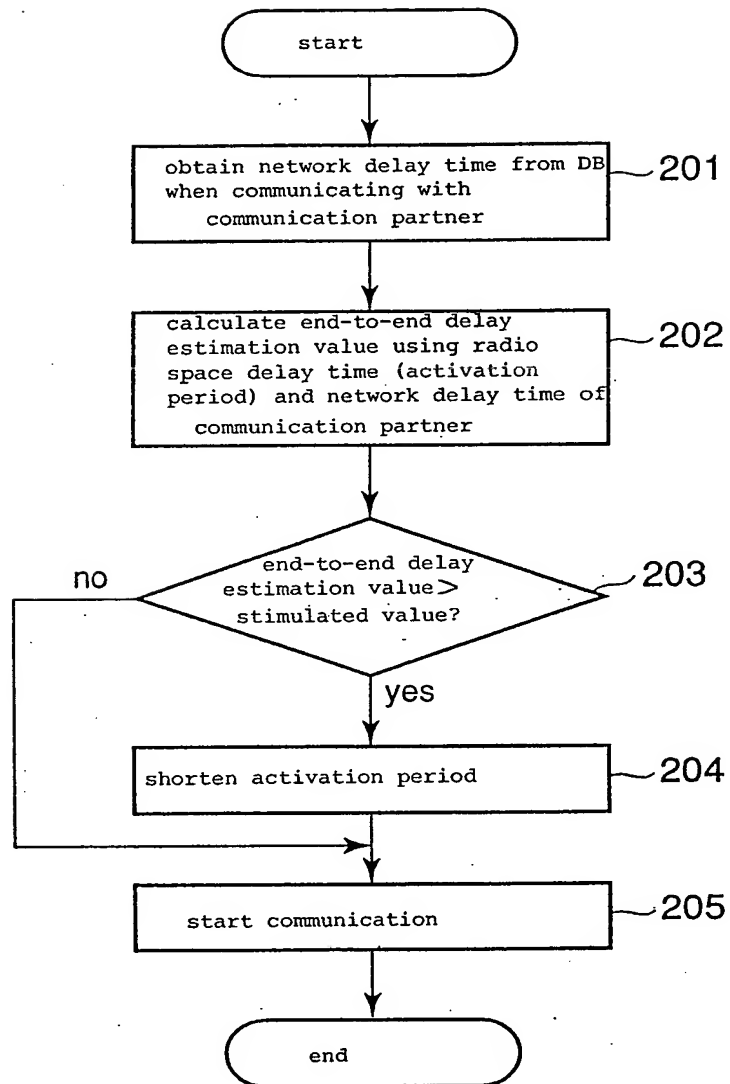 start
obtain network delay time from DB
when communicating with
communication partner
201
calculate end-to-end delay
estimation value using radio
space delay time (activation
period) and network delay time of
communication partner
202
end-to-end delay
estimation value>
stimulated value?
203
no
yes
shorten activation period
204
start communication
205
end